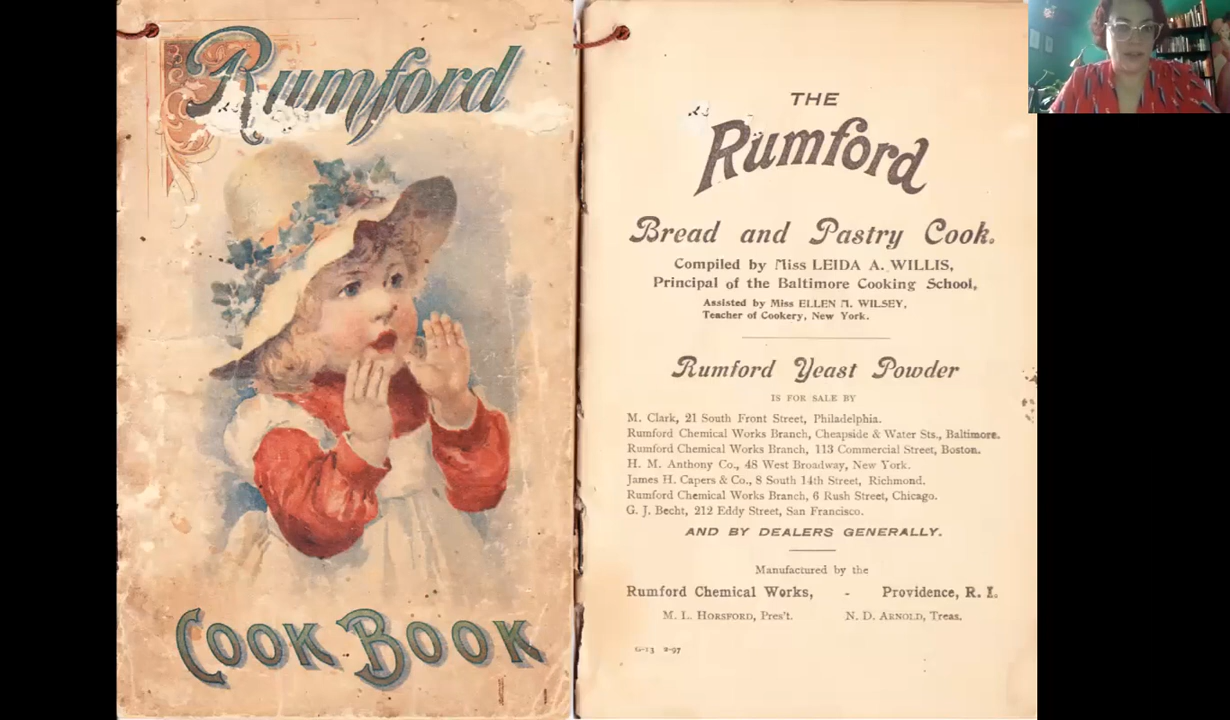 5-
Rumford
COOK BOOK
THE
Rumford
Bread and Pastry Cook.
Compiled by Miss LEIDA A. WILLIS,
Principal of the Baltimore Cooking School,
Assisted by Miss ELLEN M. WILSEY,
Teacher of Cookery, New York.
Rumford Yeast Powder
IS FOR SALE BY
M. Clark, 21 South Front Street, Philadelphia.
Rumford Chemical Works Branch, Cheapside & Water Sts., Baltimore.
Rumford Chemical Works Branch, 113 Commercial Street, Boston.
H. M. Anthony Co., 48 West Broadway, New York.
James H. Capers & Co., 8 South 14th Street, Richmond.
Rumford Chemical Works Branch, 6 Rush Street, Chicago.
G. J. Becht, 212 Eddy Street, San Francisco.
AND BY DEALERS GENERALLY.
Manufactured by the
Rumford Chemical Works, - Providence, R. I.
M. L. HORSFORD, Pres't. N. D. ARNOLD, Treas.
2-97